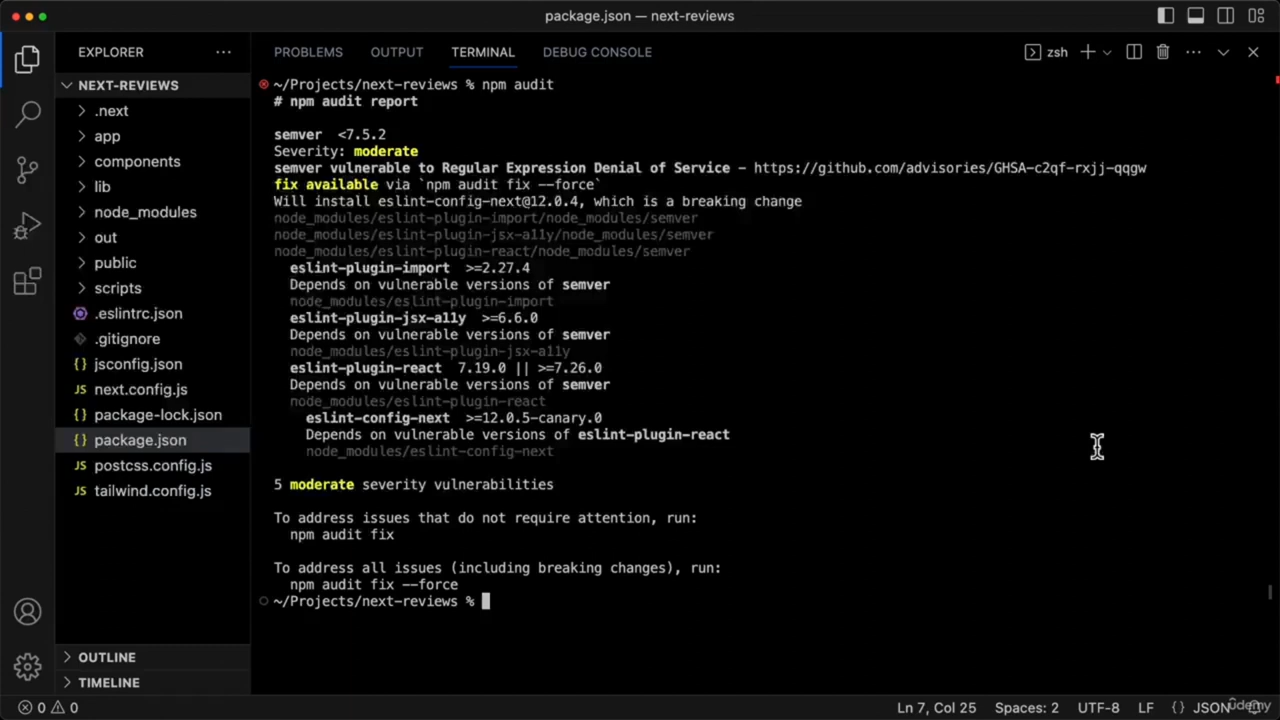 package.json — next-reviews
EXPLORER
PROBLEMS OUTPUT TERMINAL DEBUG CONSOLE
zsh
NEXT-REVIEWS
.next
app
components
lib
node_modules
out
public
scripts
.eslintrc.json
.gitignore
jsconfig.json
JS next.config.js
package-lock.json
package.json
JS postcss.config.js
JS tailwind.config.js
OUTLINE
TIMELINE
~/Projects/next-reviews % npm audit
# npm audit report
semver <7.5.2
Severity: moderate
semver vulnerable to Regular Expression Denial of Service - https://github.com/advisories/GHSA-c2qf-rxjj-qqgw
fix available via `npm audit fix --force`
Will install eslint-config-next@12.0.4, which is a breaking change
node_modules/eslint-plugin-import/node_modules/semver
node_modules/eslint-plugin-jsx-a11y/node_modules/semver
node_modules/eslint-plugin-react/node_modules/semver
eslint-plugin-import >=2.27.4
Depends on vulnerable versions of semver
node_modules/eslint-plugin-import
eslint-plugin-jsx-a11y >=6.6.0
Depends on vulnerable versions of semver
node_modules/eslint-plugin-jsx-a11y
eslint-plugin-react 7.19.0 || >=7.26.0
Depends on vulnerable versions of semver
node_modules/eslint-plugin-react
eslint-config-next >=12.0.5-canary.0
Depends on vulnerable versions of eslint-plugin-react
node_modules/eslint-config-next
5 moderate severity vulnerabilities
To address issues that do not require attention, run:
npm audit fix
To address all issues (including breaking changes), run:
npm audit fix --force
~/Projects/next-reviews %
0 0
Ln 7, Col 25 Spaces: 2 UTF-8 LF {} JSON
ûdemy